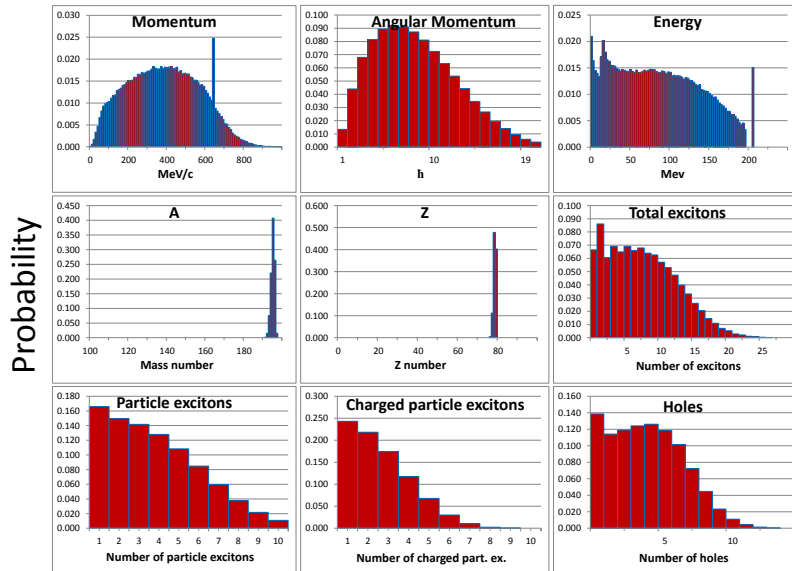 Probability
Momentum
0.030
0.025
0.020
0.015
0.010
0.005
0.000
0 200 400 600 800
MeV/c
Angular Momentum
0.100
0.090
0.080
0.070
0.060
0.050
0.040
0.030
0.020
0.010
0.000
1 10 19
ħ
Energy
0.025
0.020
0.015
0.010
0.005
0.000
0 50 100 150 200
Mev
A
0.450
0.400
0.350
0.300
0.250
0.200
0.150
0.100
0.050
0.000
100 120 140 160 180
Mass number
Z
0.600
0.500
0.400
0.300
0.200
0.100
0.000
0 20 40 60 80
Z number
Total excitons
0.100
0.090
0.080
0.070
0.060
0.050
0.040
0.030
0.020
0.010
0.000
5 10 15 20 25
Number of excitons
Particle excitons
0.180
0.160
0.140
0.120
0.100
0.080
0.060
0.040
0.020
0.000
1 2 3 4 5 6 7 8 9 10
Number of particle excitons
Charged particle excitons
0.300
0.250
0.200
0.150
0.100
0.050
0.000
1 2 3 4 5 6 7 8 9 10
Number of charged part. ex.
Holes
0.160
0.140
0.120
0.100
0.080
0.060
0.040
0.020
0.000
5 10
Number of holes